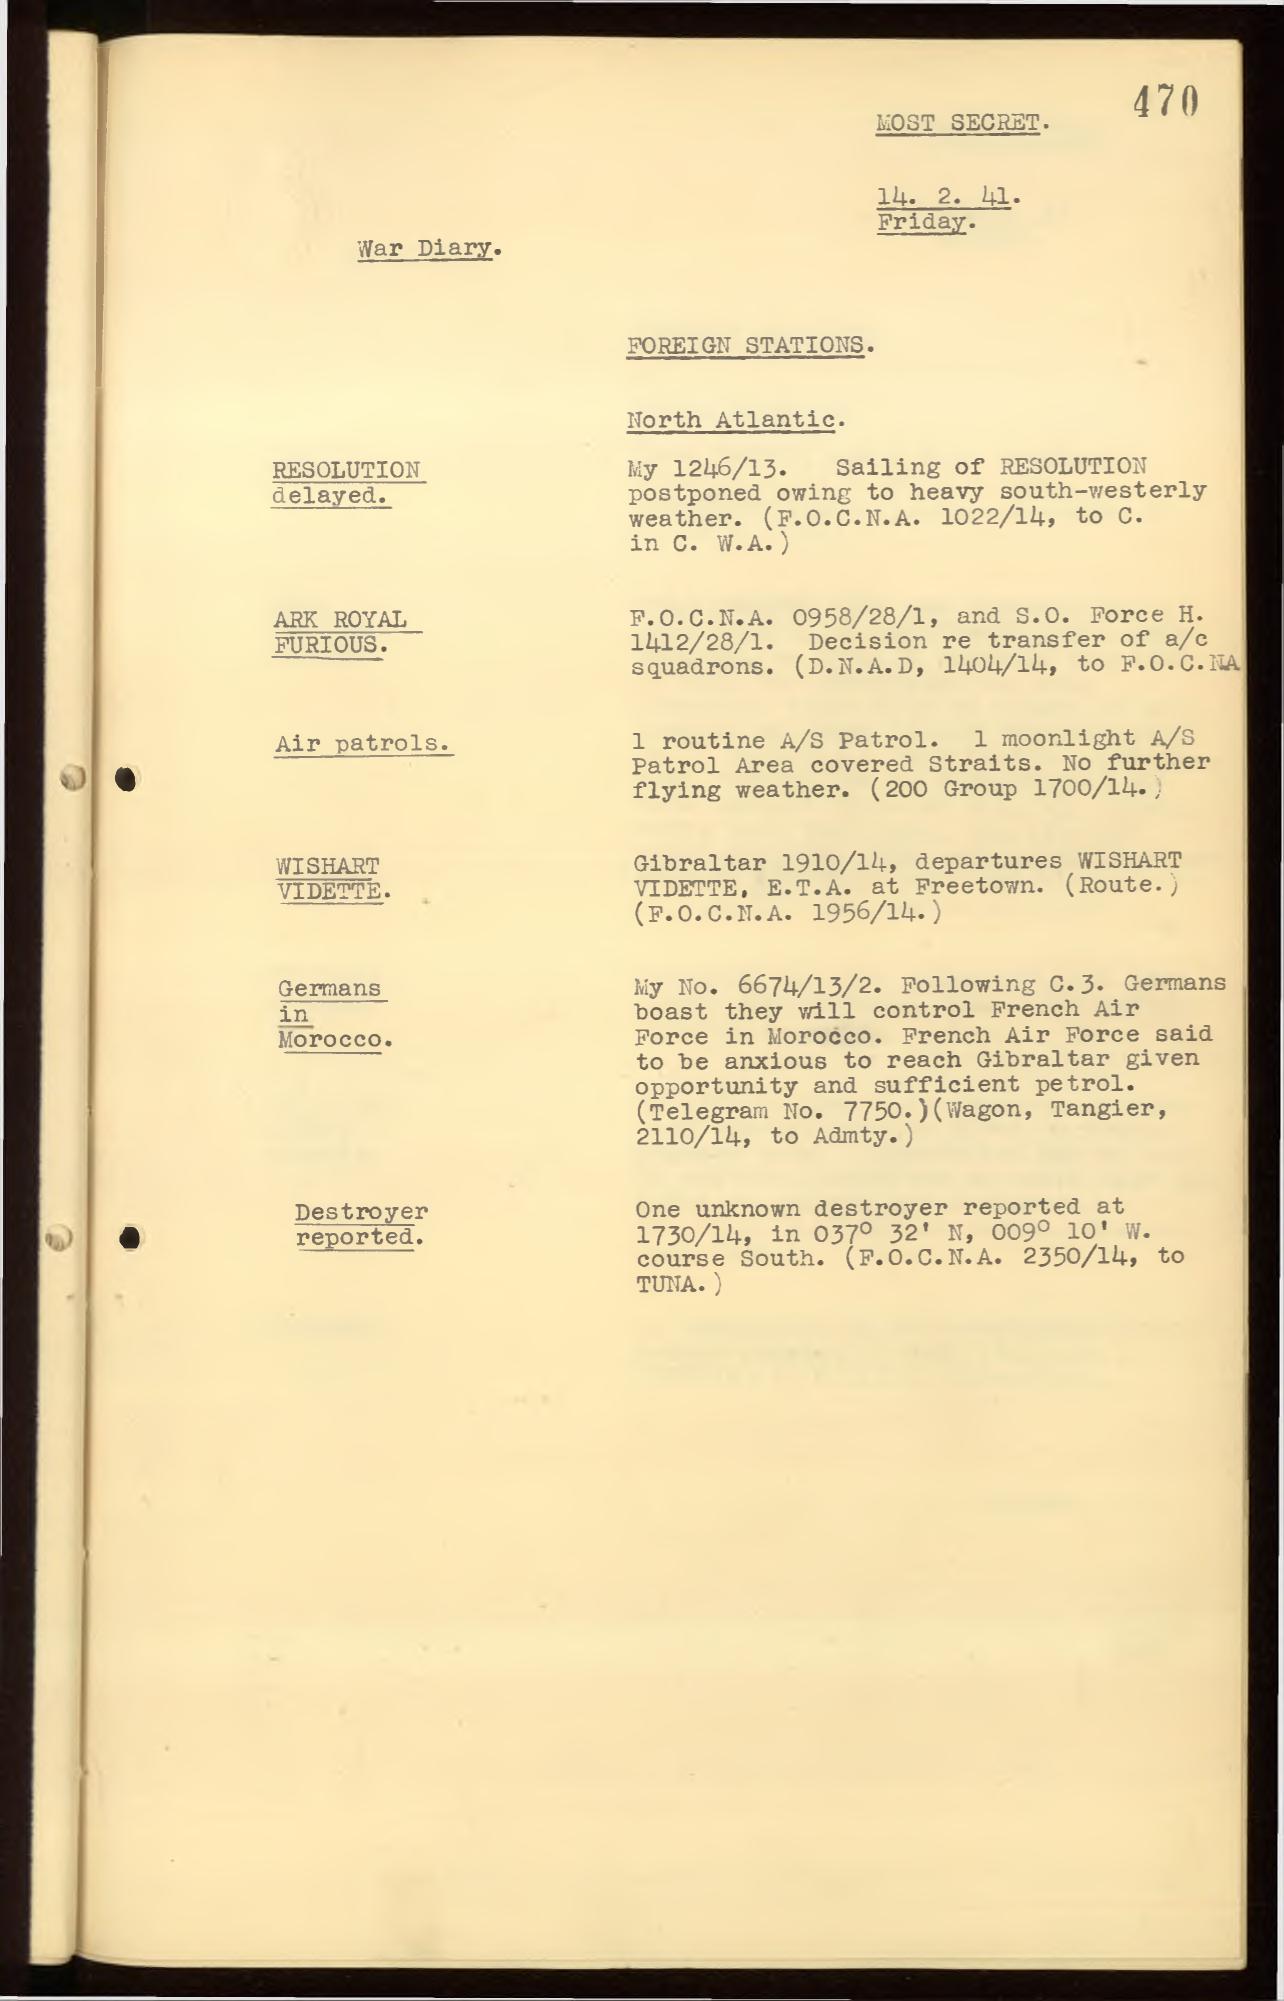 470
MOST SECRET.
14. 2. 41.
Friday.
War Diary.
FOREIGN STATIONS.
North Atlantic.
RESOLUTION
delayed.
My 1246/13. Sailing of RESOLUTION
postponed owing to heavy south-westerly
weather. (F.O.C.N.A. 1022/14, to C.
in C. W.A.)
ARK ROYAL
FURIOUS.
F.O.C.N.A. 0958/28/1, and S.O. Force H.
1412/28/1. Decision re transfer of a/c
squadrons. (D.N.A.D, 1404/14, to F.O.C.NA
Air patrols.
1 routine A/S Patrol. 1 moonlight A/S
Patrol Area covered Straits. No further
flying weather. (200 Group 1700/14.)
WISHART
VIDETTE.
Gibraltar 1910/14, departures WISHART
VIDETTE, E.T.A. at Freetown. (Route.)
(F.O.C.N.A. 1956/14.)
Germans
in
Morocco.
My No. 6674/13/2. Following C.3. Germans
boast they will control French Air
Force in Morocco. French Air Force said
to be anxious to reach Gibraltar given
opportunity and sufficient petrol.
(Telegram No. 7750.)(Wagon, Tangier,
2110/14, to Admty.)
Destroyer
reported.
One unknown destroyer reported at
1730/14, in 037° 32' N, 009° 10' W.
course South. (F.O.C.N.A. 2350/14, to
TUNA.)